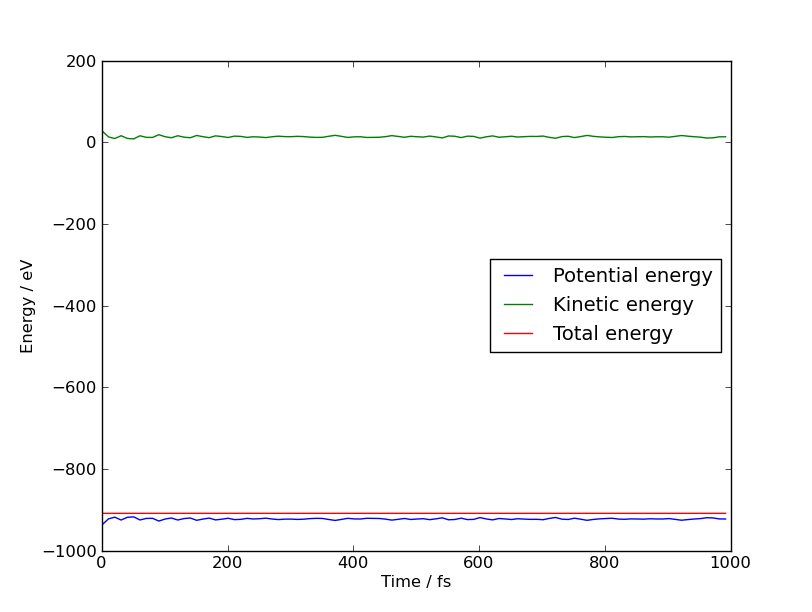 200
0
−200
−400
−600
−800
−1000
Energy / eV
Potential energy
Kinetic energy
Total energy
0 200 400 600 800 1000
Time / fs